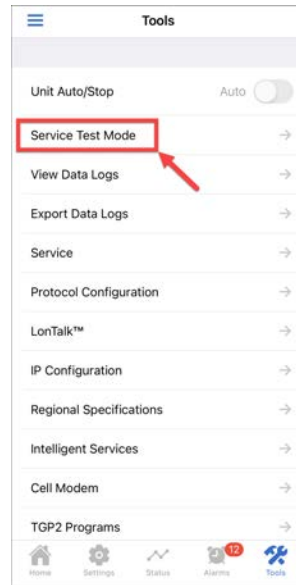 Tools
Unit Auto/Stop Auto
Service Test Mode
View Data Logs
Export Data Logs
Service
Protocol Configuration
LonTalk™
IP Configuration
Regional Specifications
Intelligent Services
Cell Modem
TGP2 Programs
12
Home Settings Status Alarms Tools